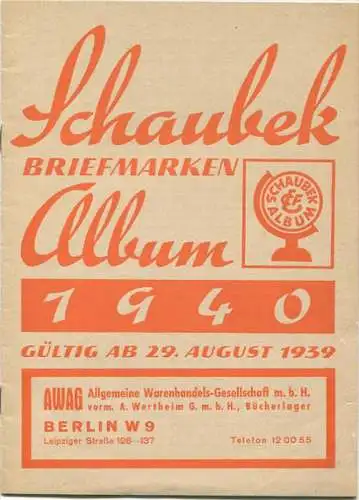 Schaubek
BRIEFMARKEN
Album
SCHAUBEK
CFL
ALBUM
1940
GÜLTIG AB 29. AUGUST 1939
AWAG Allgemeine Warenhandels-Gesellschaft m. b. H.
vorm. A. Wertheim G. m. b. H., Bücherlager
BERLIN W 9
Leipziger Straße 126-137 Telefon 12 00 55